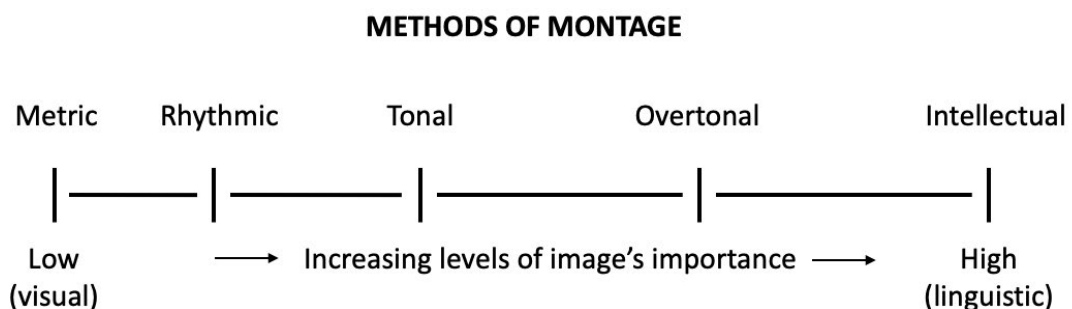 METHODS OF MONTAGE
Metric Rhythmic Tonal Overtonal Intellectual
Low Increasing levels of image's importance High
(visual) (linguistic)